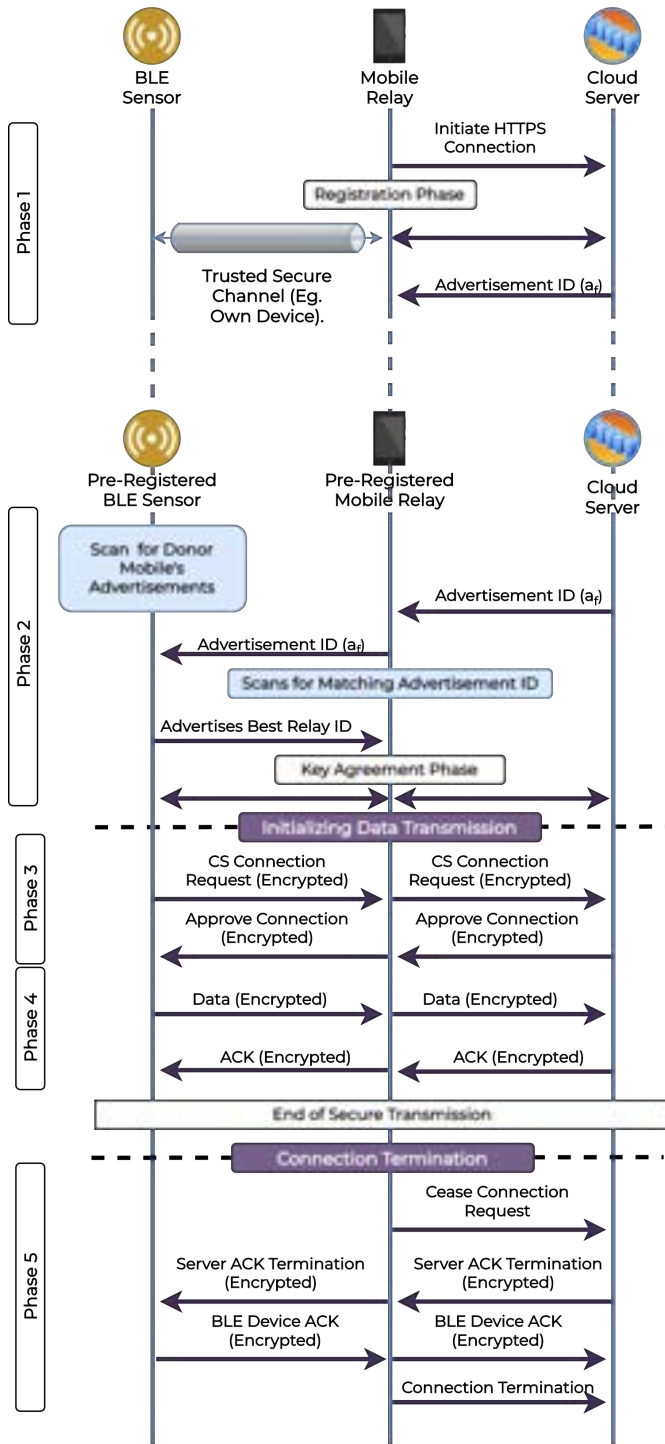 BLE
Sensor
Mobile
Relay
Cloud
Server
Phase 1
Initiate HTTPS
Connection
Registration Phase
Trusted Secure
Channel (Eg.
Own Device).
Advertisement ID (af)
Pre-Registered
BLE Sensor
Pre-Registered
Mobile Relay
Cloud
Server
Phase 2
Scan for Donor
Mobile's
Advertisements
Advertisement ID (af)
Advertisement ID (af)
Scans for Matching Advertisement ID
Advertises Best Relay ID
Key Agreement Phase
Initializing Data Transmission
Phase 3
CS Connection
Request (Encrypted)
CS Connection
Request (Encrypted)
Approve Connection
(Encrypted)
Approve Connection
(Encrypted)
Phase 4
Data (Encrypted)
Data (Encrypted)
ACK (Encrypted)
ACK (Encrypted)
End of Secure Transmission
Connection Termination
Phase 5
Cease Connection
Request
Server ACK Termination
(Encrypted)
Server ACK Termination
(Encrypted)
BLE Device ACK
(Encrypted)
BLE Device ACK
(Encrypted)
Connection Termination